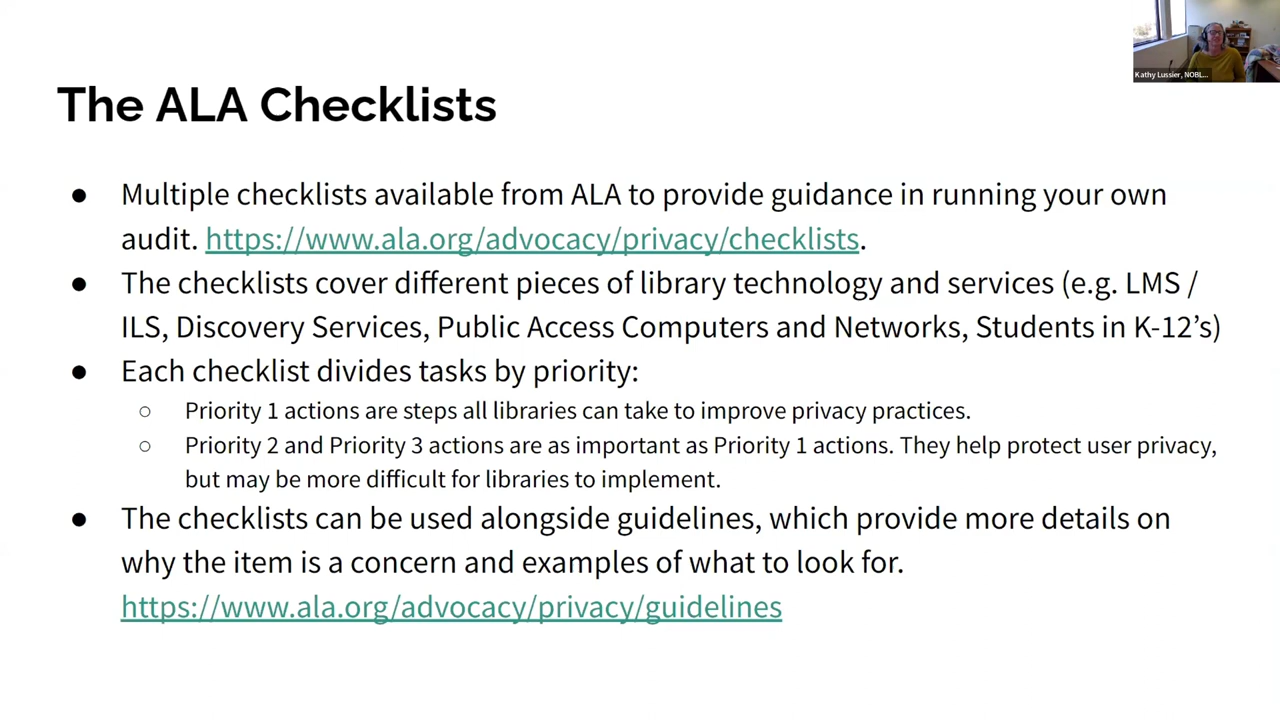 Kathy Lussier, NOBL...
The ALA Checklists
● Multiple checklists available from ALA to provide guidance in running your own
audit. https://www.ala.org/advocacy/privacy/checklists.
● The checklists cover different pieces of library technology and services (e.g. LMS /
ILS, Discovery Services, Public Access Computers and Networks, Students in K-12’s)
● Each checklist divides tasks by priority:
○ Priority 1 actions are steps all libraries can take to improve privacy practices.
○ Priority 2 and Priority 3 actions are as important as Priority 1 actions. They help protect user privacy,
but may be more difficult for libraries to implement.
● The checklists can be used alongside guidelines, which provide more details on
why the item is a concern and examples of what to look for.
https://www.ala.org/advocacy/privacy/guidelines